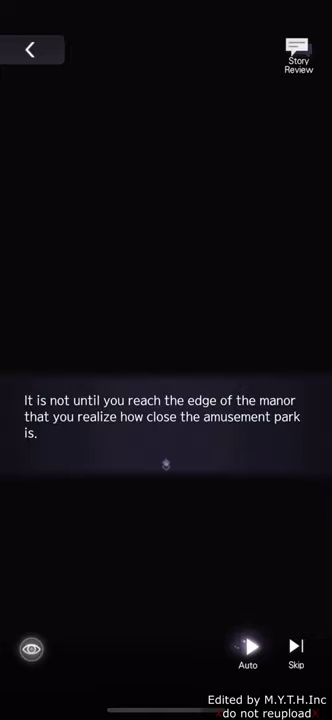 Story
Review
It is not until you reach the edge of the manor
that you realize how close the amusement park
is.
Auto
Skip
Edited by M.Y.T.H.Inc
do not reupload